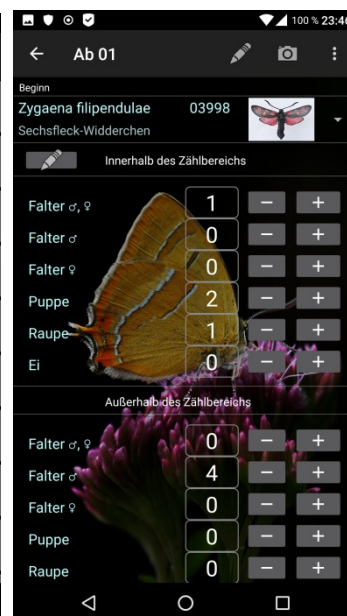 100 % 23:46
Ab 01
Beginn
Zygaena filipendulae 03998
Sechsfleck-Widderchen
Innerhalb des Zählbereichs
Falter ♂, ♀ 1 − +
Falter ♂ 0 − +
Falter ♀ 0 − +
Puppe 2 − +
Raupe 1 − +
Ei 0 − +
Außerhalb des Zählbereichs
Falter ♂, ♀ 0 − +
Falter ♂ 4 − +
Falter ♀ 0 − +
Puppe 0 − +
Raupe 0 − +